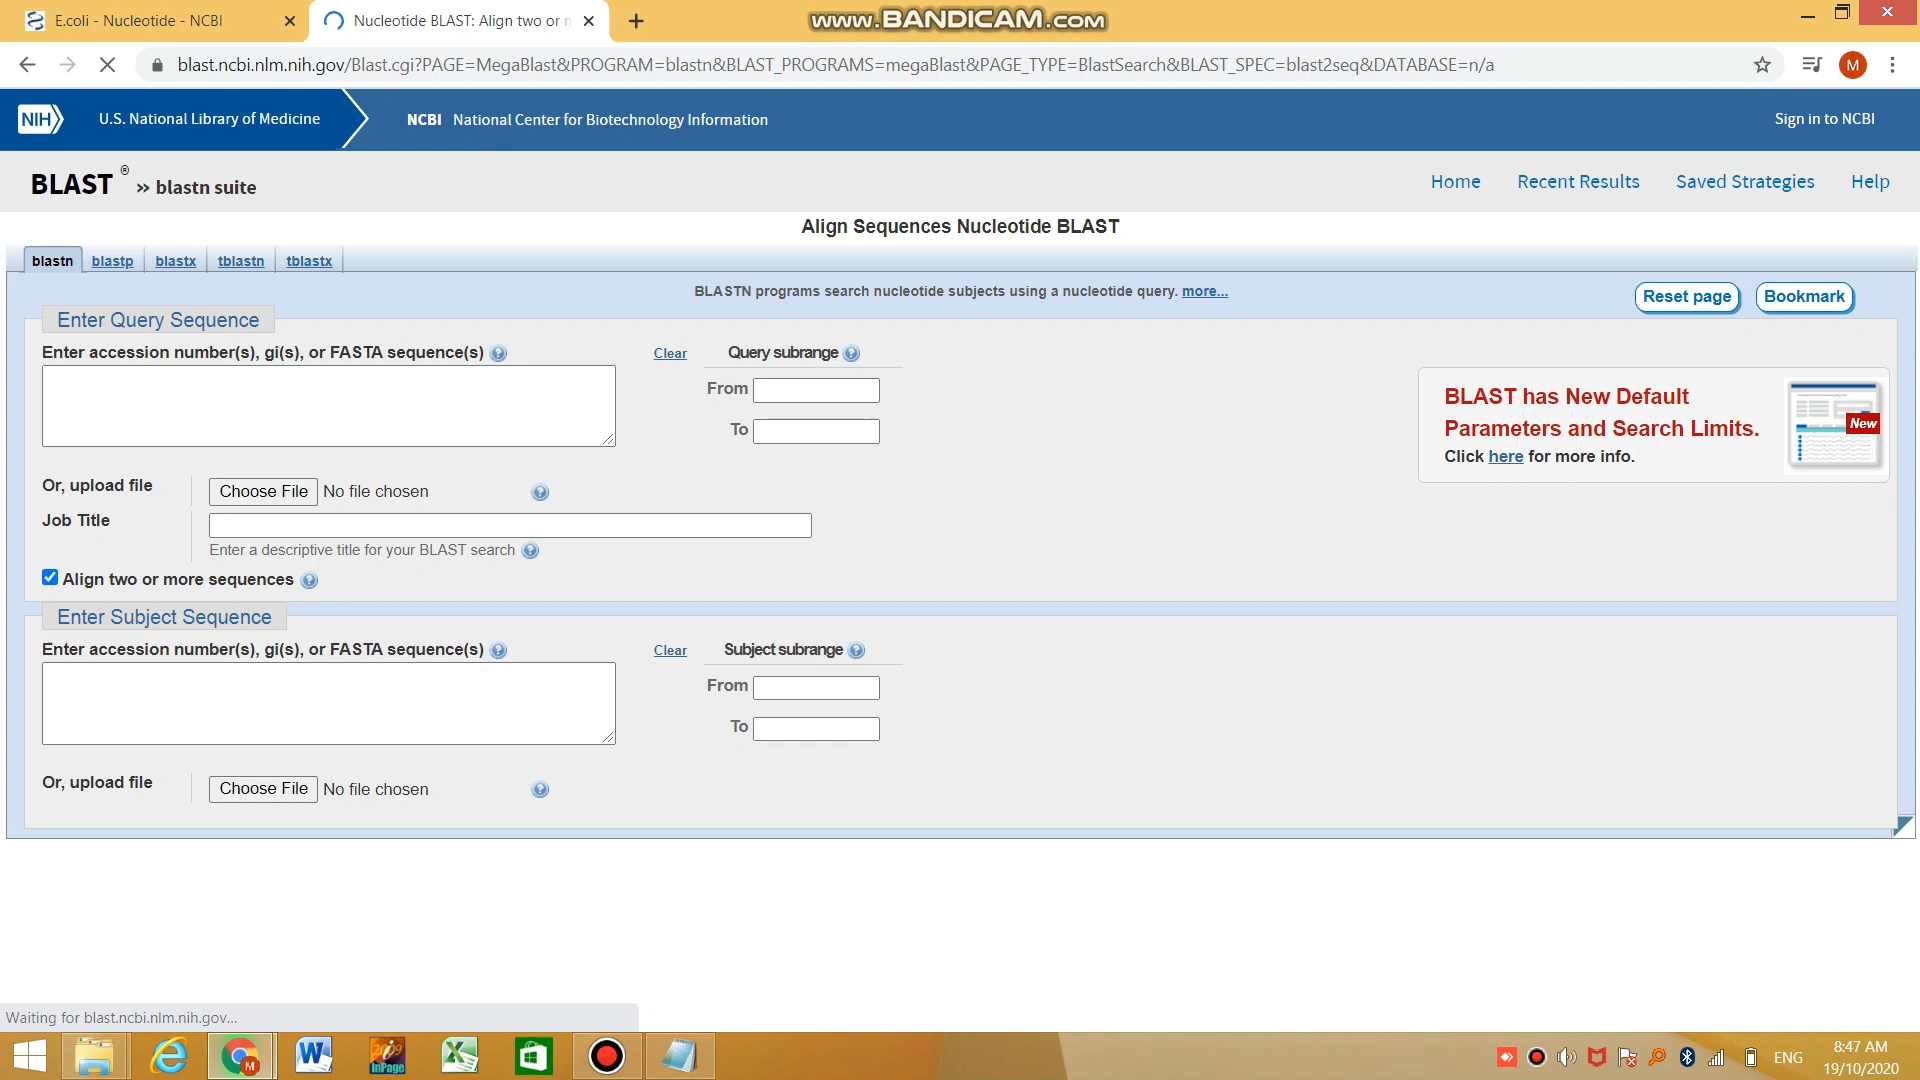 E.coli - Nucleotide - NCBI
Nucleotide BLAST: Align two or n
www.BANDICAM.com
blast.ncbi.nlm.nih.gov/Blast.cgi?PAGE=MegaBlast&PROGRAM=blastn&BLAST_PROGRAMS=megaBlast&PAGE_TYPE=BlastSearch&BLAST_SPEC=blast2seq&DATABASE=n/a
M
NIH
U.S. National Library of Medicine
NCBI National Center for Biotechnology Information
Sign in to NCBI
BLAST ® » blastn suite
Home
Recent Results
Saved Strategies
Help
Align Sequences Nucleotide BLAST
blastn
blastp
blastx
tblastn
tblastx
BLASTN programs search nucleotide subjects using a nucleotide query. more...
Reset page
Bookmark
Enter Query Sequence
Enter accession number(s), gi(s), or FASTA sequence(s)
Clear
Query subrange
From
To
BLAST has New Default
Parameters and Search Limits.
Click here for more info.
New
Or, upload file
Choose File No file chosen
Job Title
Enter a descriptive title for your BLAST search
Align two or more sequences
Enter Subject Sequence
Enter accession number(s), gi(s), or FASTA sequence(s)
Clear
Subject subrange
From
To
Or, upload file
Choose File No file chosen
Waiting for blast.ncbi.nlm.nih.gov...
M
W
2009
InPage
X
ENG
8:47 AM
19/10/2020